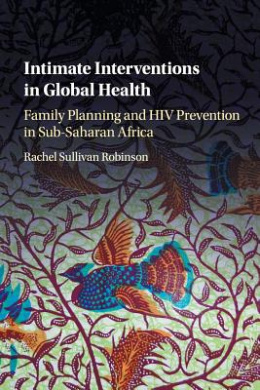 Intimate Interventions
in Global Health
Family Planning and HIV Prevention
in Sub-Saharan Africa
Rachel Sullivan Robinson